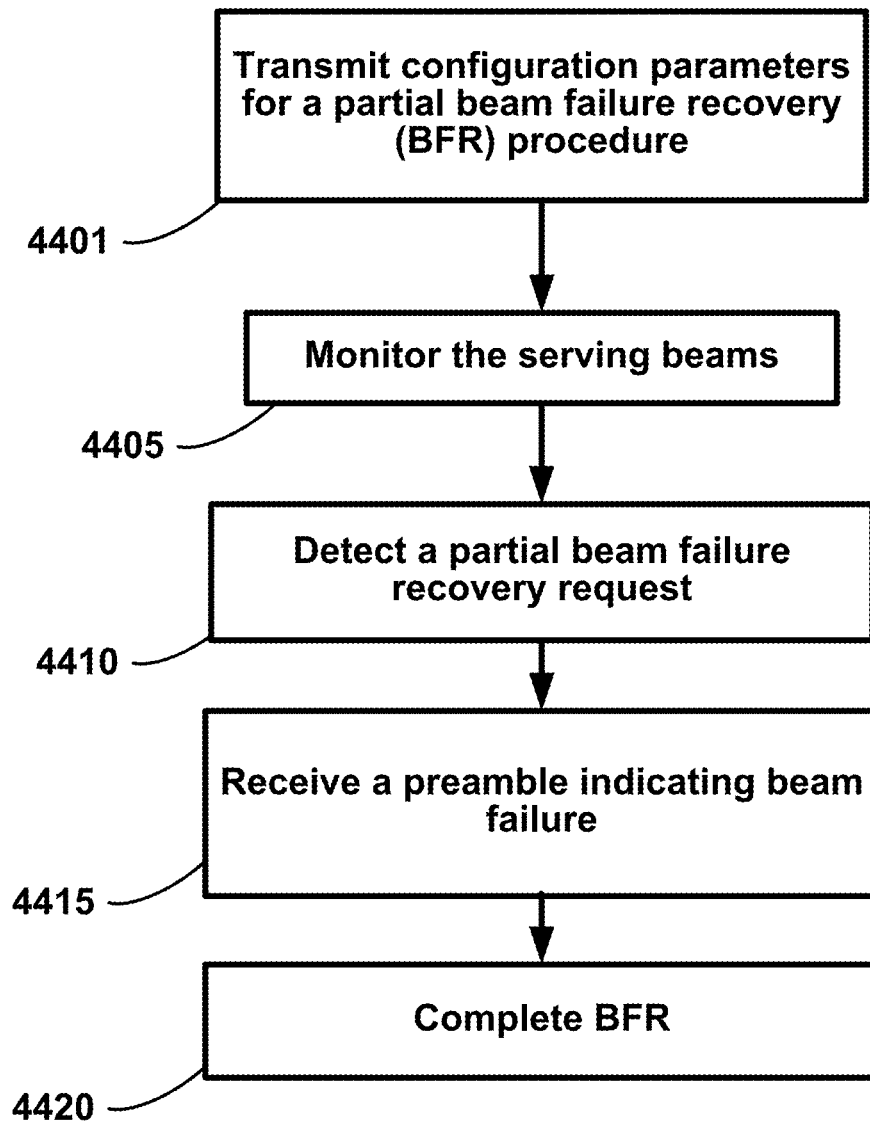 Transmit configuration parameters
for a partial beam failure recovery
(BFR) procedure
4401
Monitor the serving beams
4405
Detect a partial beam failure
recovery request
4410
Receive a preamble indicating beam
failure
4415
Complete BFR
4420